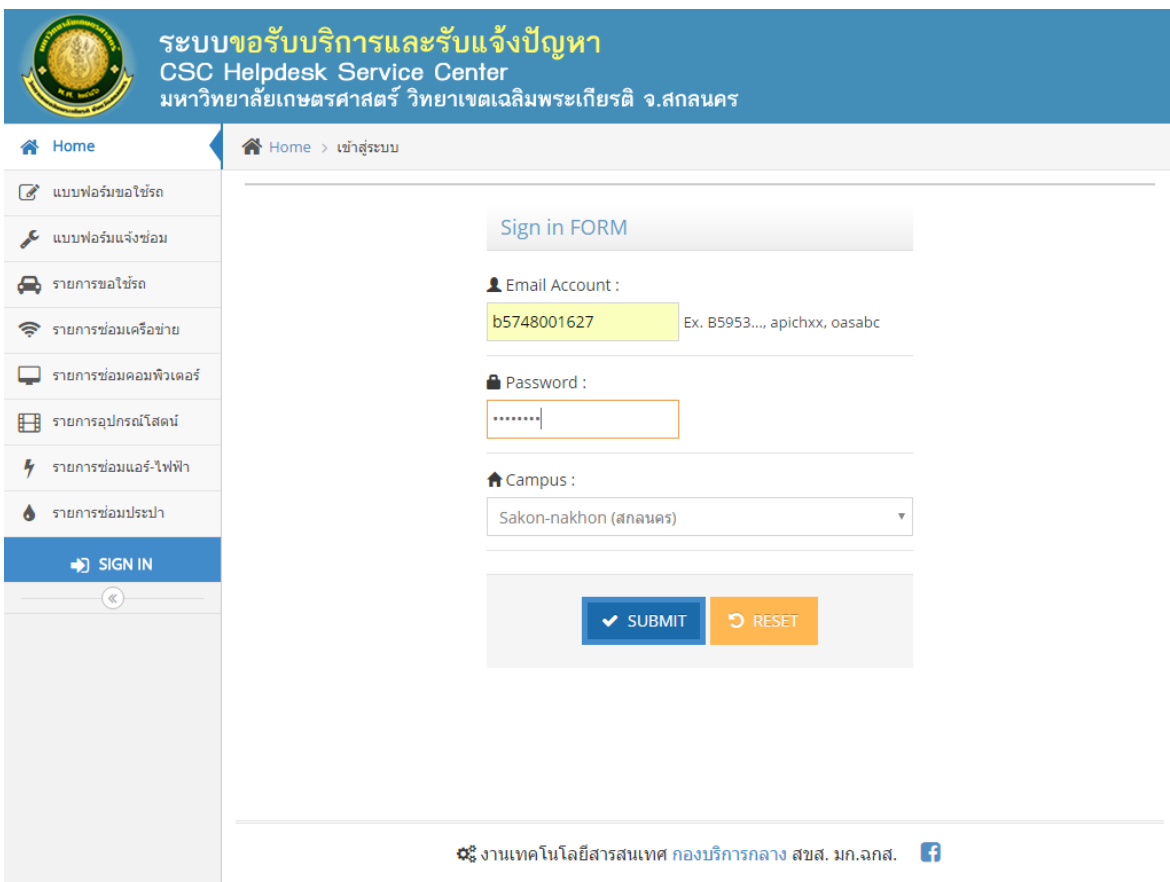 ระบบขอรับบริการและรับแจ้งปัญหา
CSC Helpdesk Service Center
มหาวิทยาลัยเกษตรศาสตร์ วิทยาเขตเฉลิมพระเกียรติ จ.สกลนคร
Home
Home > เข้าสู่ระบบ
แบบฟอร์มขอใช้รถ
แบบฟอร์มแจ้งซ่อม
รายการขอใช้รถ
รายการซ่อมเครือข่าย
รายการซ่อมคอมพิวเตอร์
รายการอุปกรณ์โสตน์
รายการซ่อมแอร์-ไฟฟ้า
รายการซ่อมประปา
SIGN IN
Sign in FORM
Email Account :
b5748001627 Ex. B5953..., apichxx, oasabc
Password :
••••••••
Campus :
Sakon-nakhon (สกลนคร)
SUBMIT RESET
งานเทคโนโลยีสารสนเทศ กองบริการกลาง สขส. มก.ฉกส.